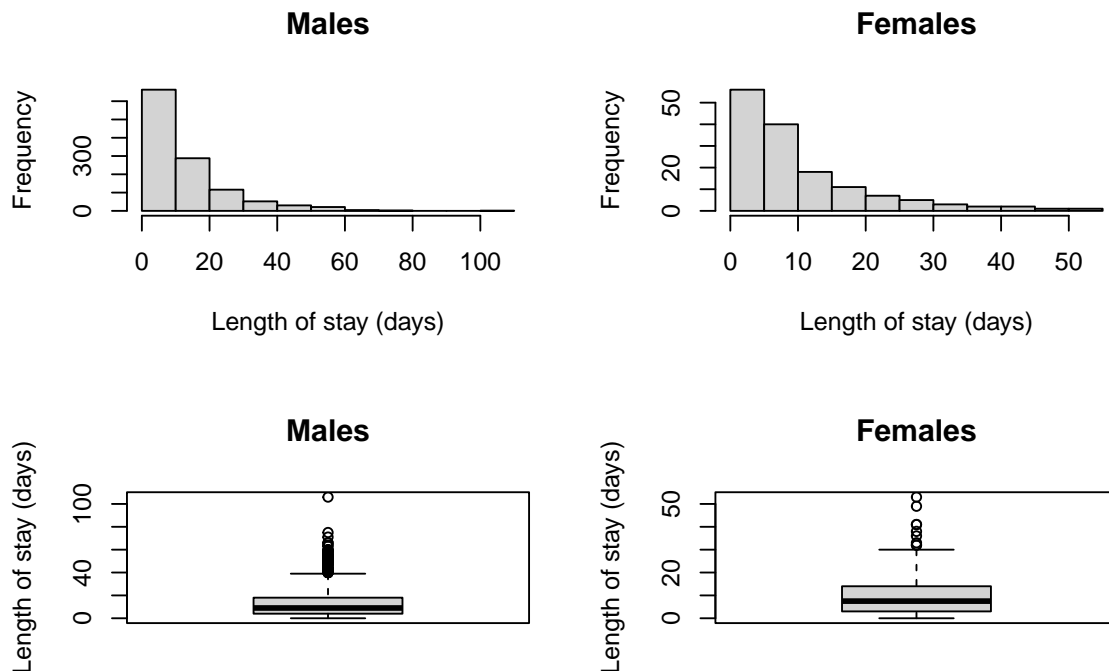 Males
Frequency
0
300
0 20 40 60 80 100
Length of stay (days)
Females
Frequency
0
20
50
0 10 20 30 40 50
Length of stay (days)
Males
Length of stay (days)
0
40
100
Females
Length of stay (days)
0
20
50